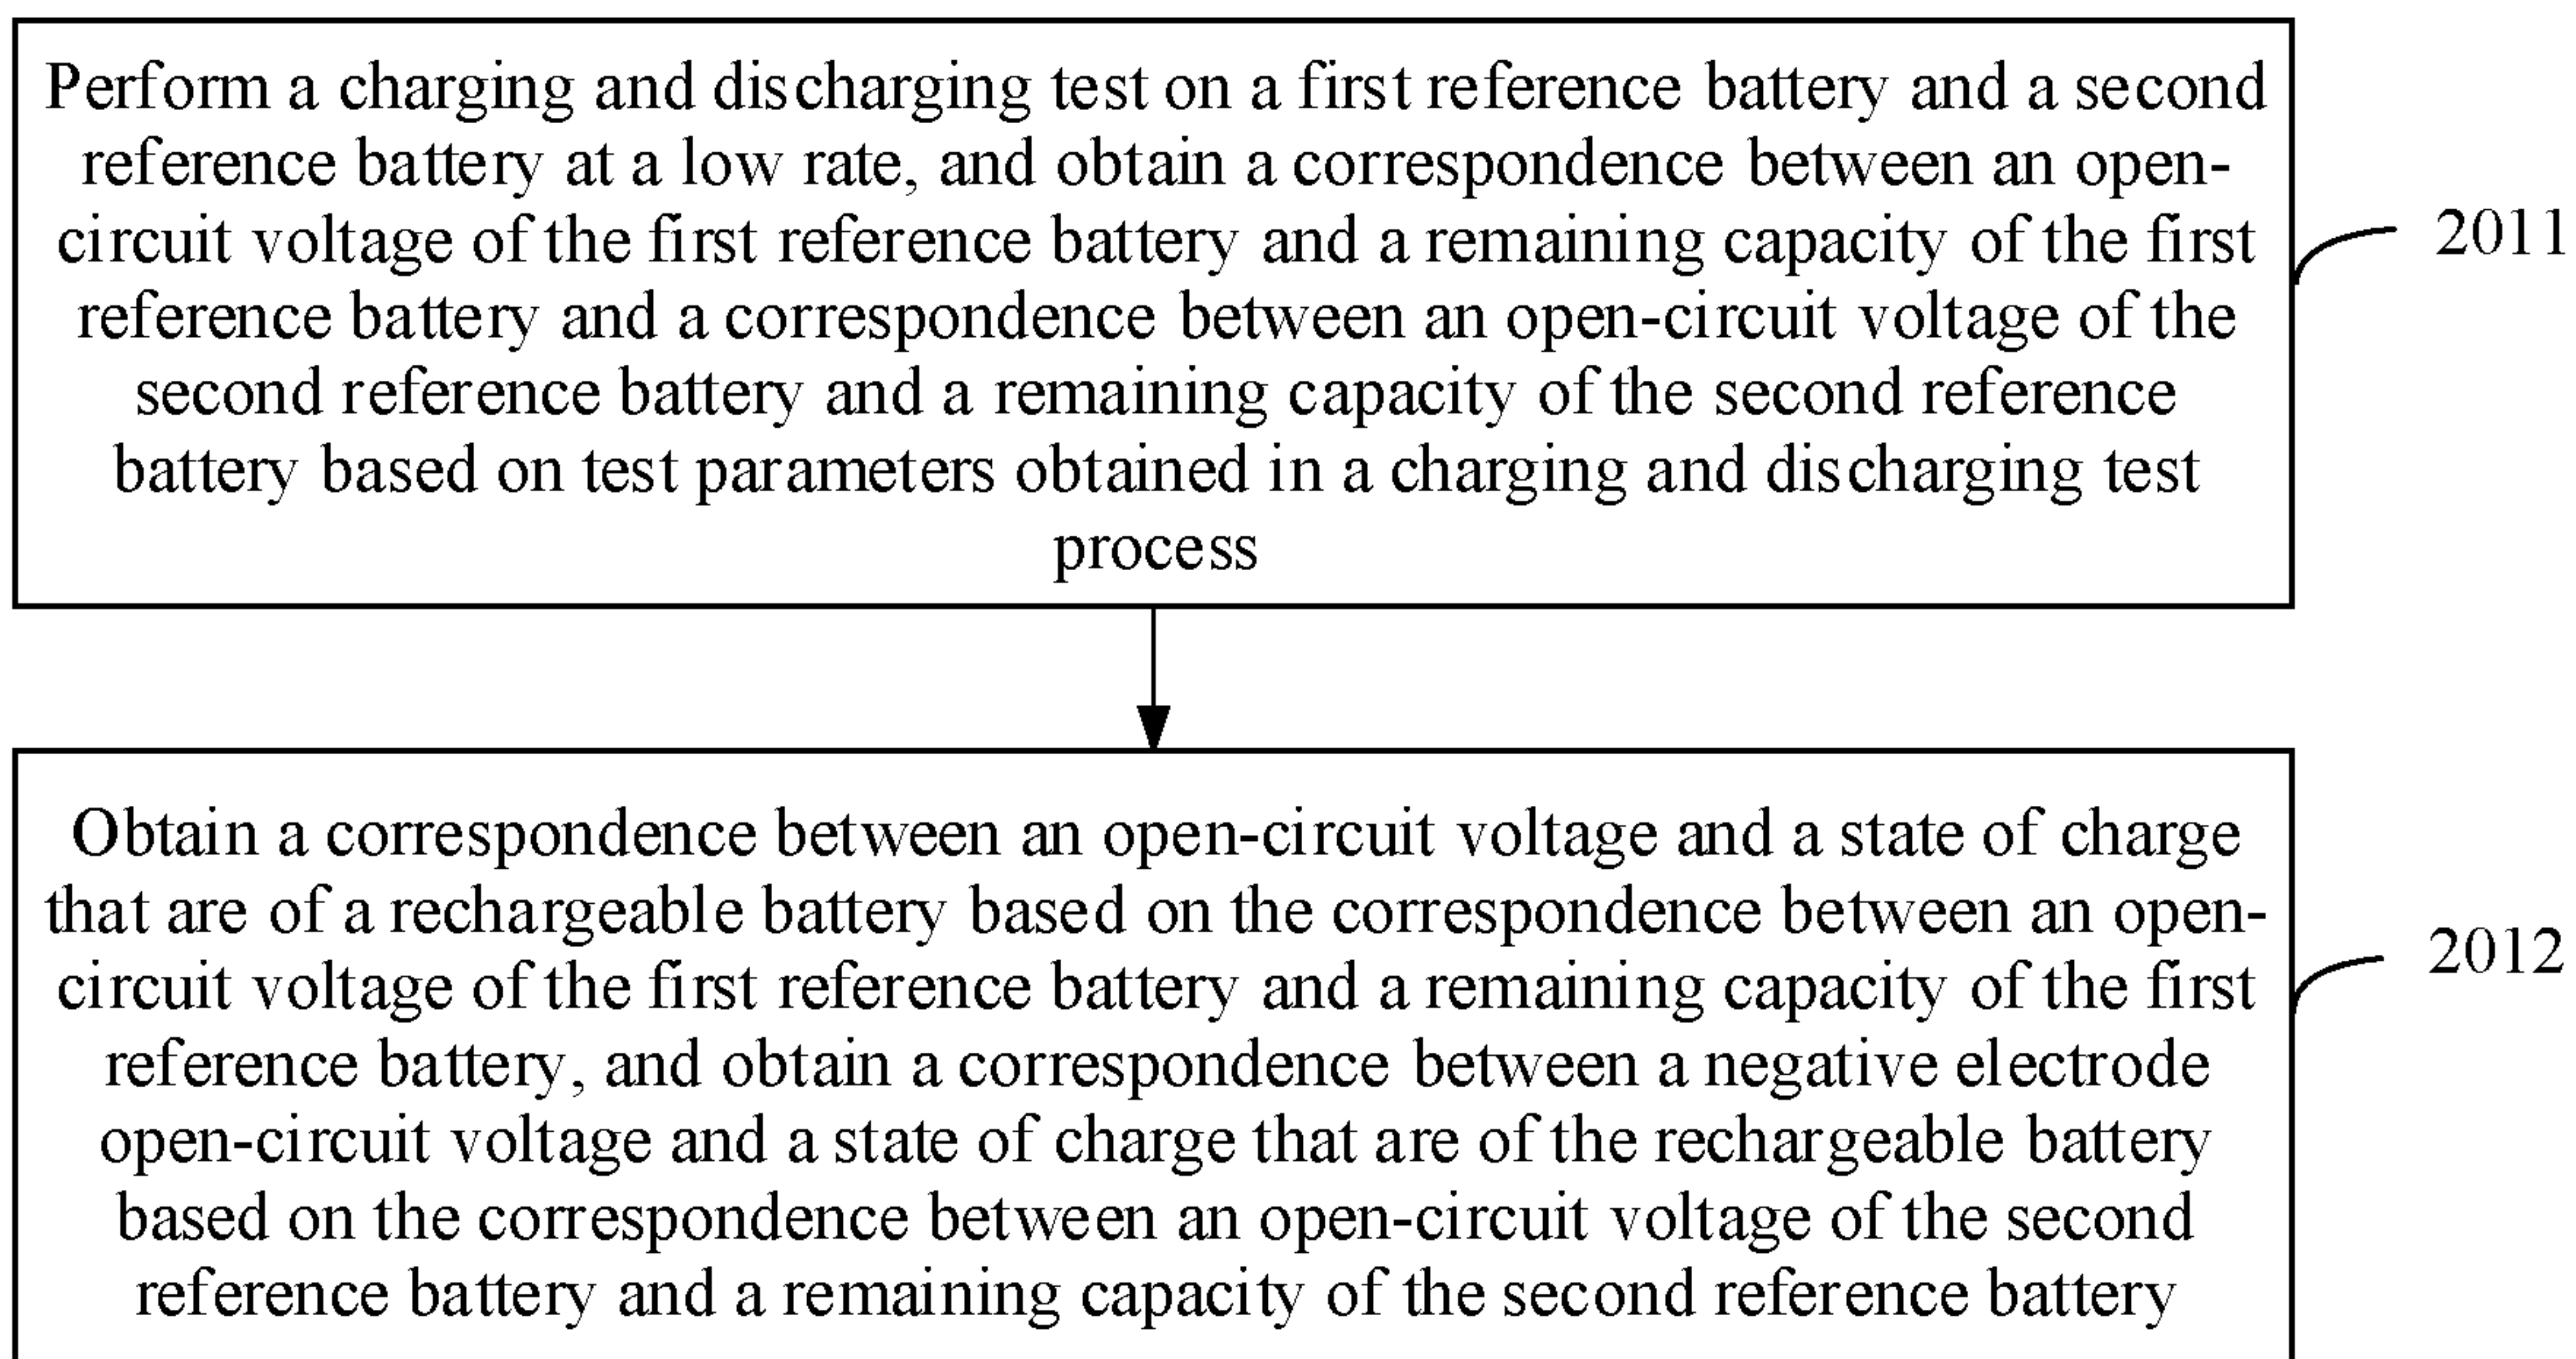 Perform a charging and discharging test on a first reference battery and a second
reference battery at a low rate, and obtain a correspondence between an open-
circuit voltage of the first reference battery and a remaining capacity of the first
reference battery and a correspondence between an open-circuit voltage of the
second reference battery and a remaining capacity of the second reference
battery based on test parameters obtained in a charging and discharging test
process
2011
Obtain a correspondence between an open-circuit voltage and a state of charge
that are of a rechargeable battery based on the correspondence between an open-
circuit voltage of the first reference battery and a remaining capacity of the first
reference battery, and obtain a correspondence between a negative electrode
open-circuit voltage and a state of charge that are of the rechargeable battery
based on the correspondence between an open-circuit voltage of the second
reference battery and a remaining capacity of the second reference battery
2012